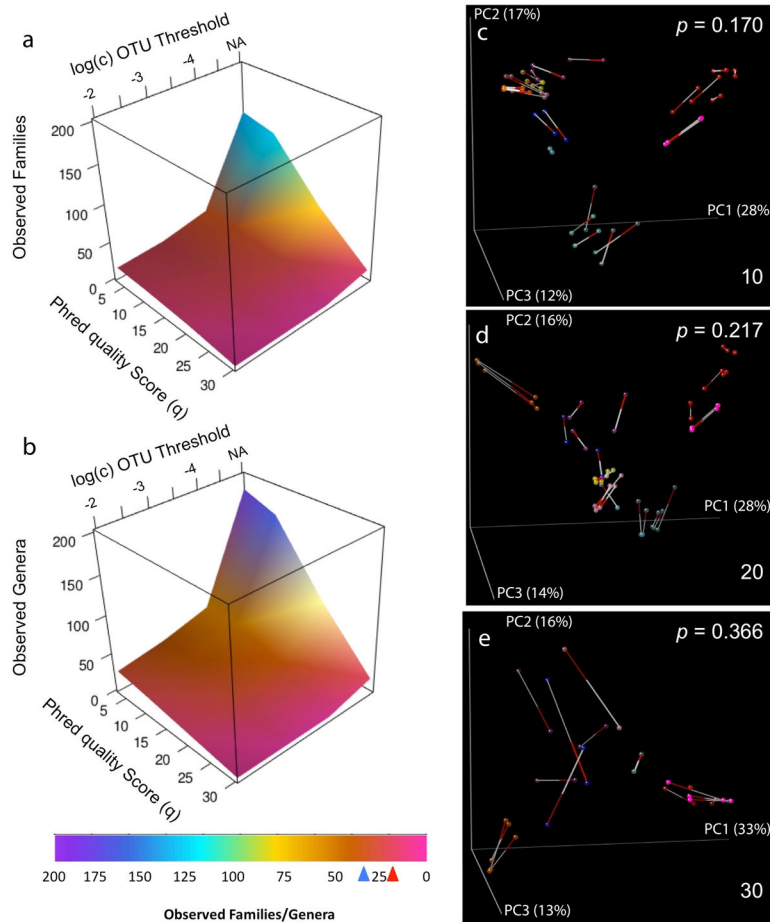 a
log(c) OTU Threshold
-2
-3
-4
NA
Observed Families
200
150
100
50
0
5
10
15
20
25
30
Phred quality Score (q)
b
log(c) OTU Threshold
-2
-3
-4
NA
Observed Genera
200
150
100
50
0
5
10
15
20
25
30
Phred quality Score (q)
200 175 150 125 100 75 50 25 0
Observed Families/Genera
c
PC2 (17%)
p = 0.170
PC1 (28%)
PC3 (12%)
10
d
PC2 (16%)
p = 0.217
PC1 (28%)
PC3 (14%)
20
e
PC2 (16%)
p = 0.366
PC1 (33%)
PC3 (13%)
30